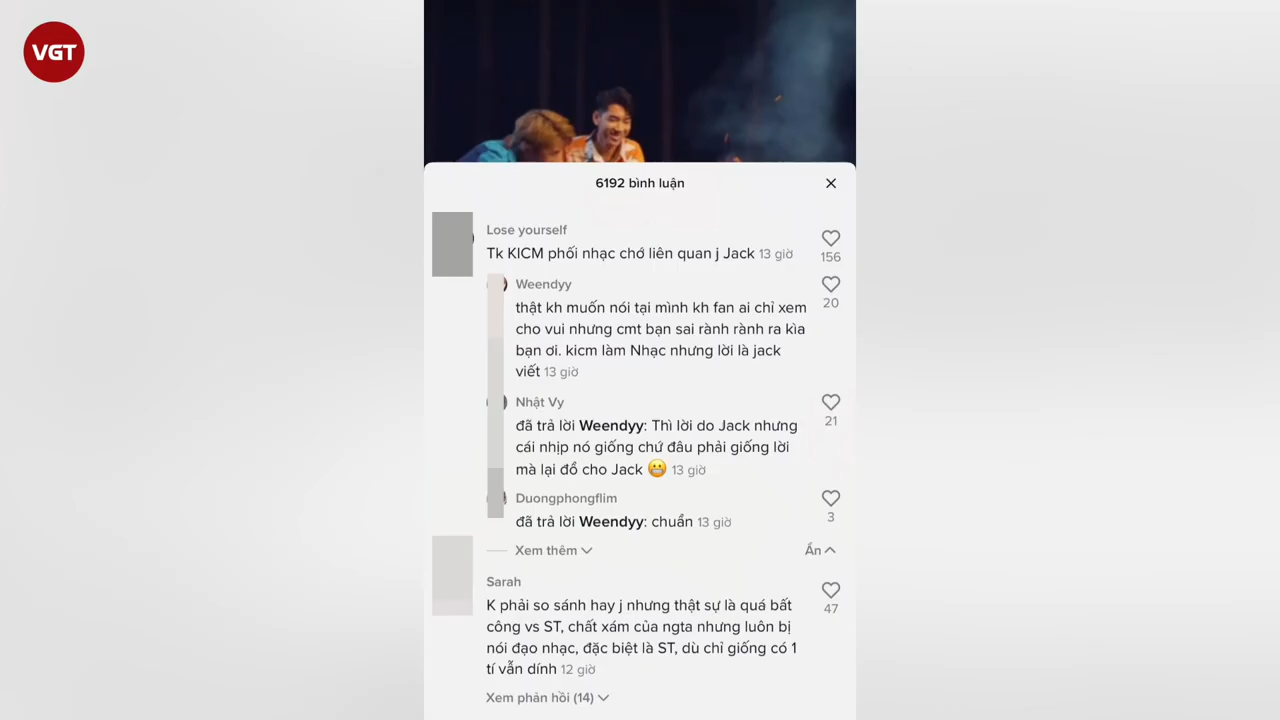 VGT
6192 bình luận
Lose yourself
Tk KICM phối nhạc chớ liên quan j Jack 13 giờ
156
Weendyy
thật kh muốn nói tại mình kh fan ai chỉ xem
cho vui nhưng cmt bạn sai rành rành ra kìa
bạn ơi. kicm làm Nhạc nhưng lời là jack
viết 13 giờ
20
Nhật Vy
đã trả lời Weendyy: Thì lời do Jack nhưng
cái nhịp nó giống chứ đâu phải giống lời
mà lại đổ cho Jack 😬 13 giờ
21
Duongphongflim
đã trả lời Weendyy: chuẩn 13 giờ
3
Xem thêm
Ẩn
Sarah
K phải so sánh hay j nhưng thật sự là quá bất
công vs ST, chất xám của ngta nhưng luôn bị
nói đạo nhạc, đặc biệt là ST, dù chỉ giống có 1
tí vẫn dính 12 giờ
47
Xem phản hồi (14)